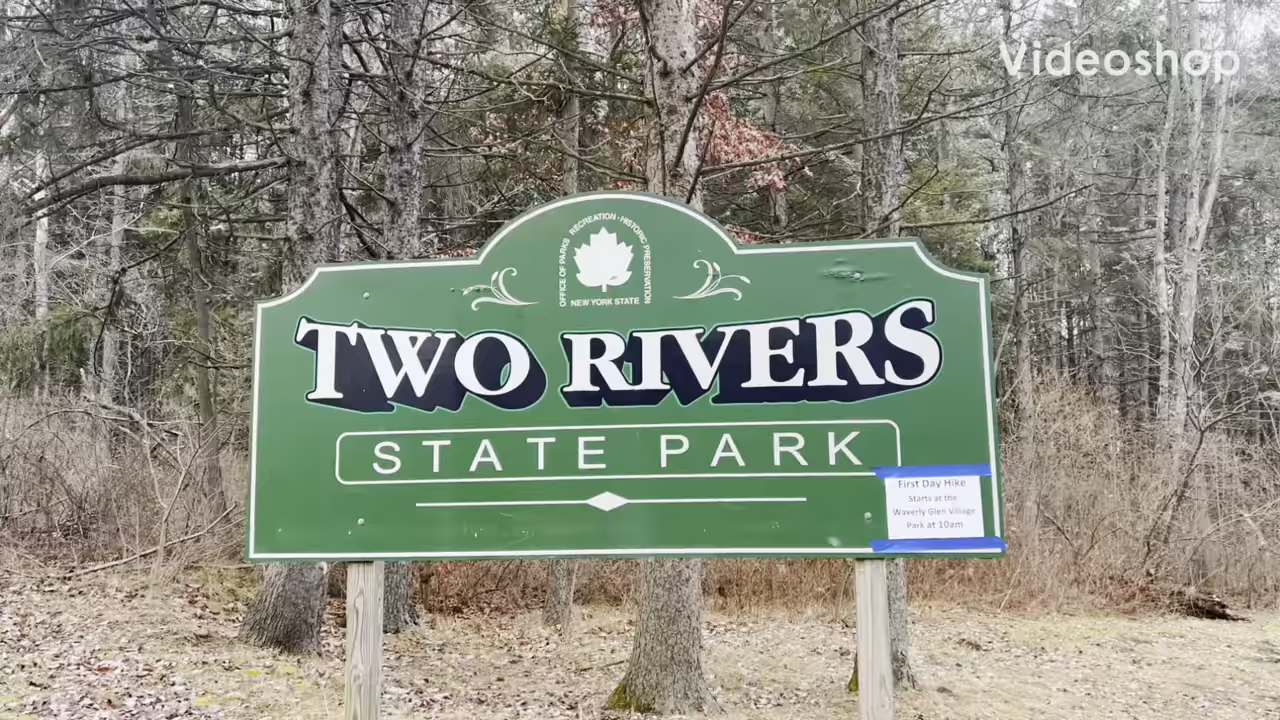 Videoshop
OFFICE OF PARKS RECREATION · HISTORIC PRESERVATION
NEW YORK STATE
TWO RIVERS
STATE PARK
First Day Hike
Starts at the
Waverly Glen Village
Park at 10am